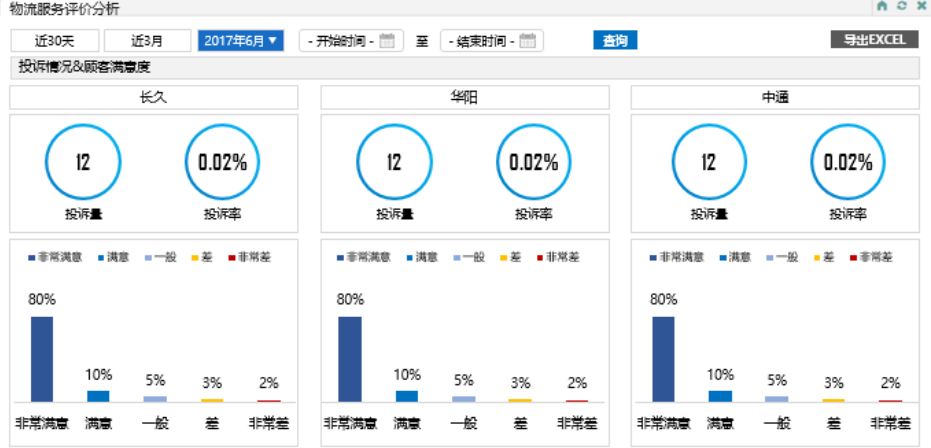 物流服务评价分析
近30天 近3月 2017年6月▼ - 开始时间 - 至 - 结束时间 - 查询 导出EXCEL
投诉情况&顾客满意度
长久 华阳 中通
12 0.02% 12 0.02% 12 0.02%
投诉量 投诉率 投诉量 投诉率 投诉量 投诉率
非常满意 满意 一般 差 非常差 非常满意 满意 一般 差 非常差 非常满意 满意 一般 差 非常差
80% 80% 80%
10% 5% 3% 2% 10% 5% 3% 2% 10% 5% 3% 2%
非常满意 满意 一般 差 非常差 非常满意 满意 一般 差 非常差 非常满意 满意 一般 差 非常差